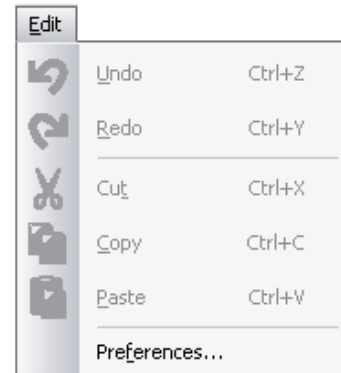 Edit
Undo Ctrl+Z
Redo Ctrl+Y
Cut Ctrl+X
Copy Ctrl+C
Paste Ctrl+V
Preferences...